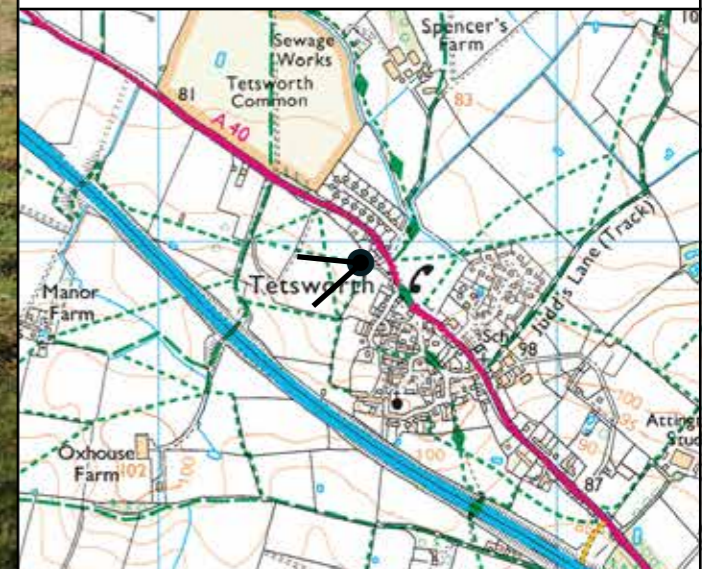 10
Spencer's
Farm
Sewage
Works
Tetsworth
Common
81
83
A 40
Judd's Lane (Track)
Tetsworth
Manor
Farm
Sch
98
100
95
90
Oxhouse
Farm
102
100
100
87